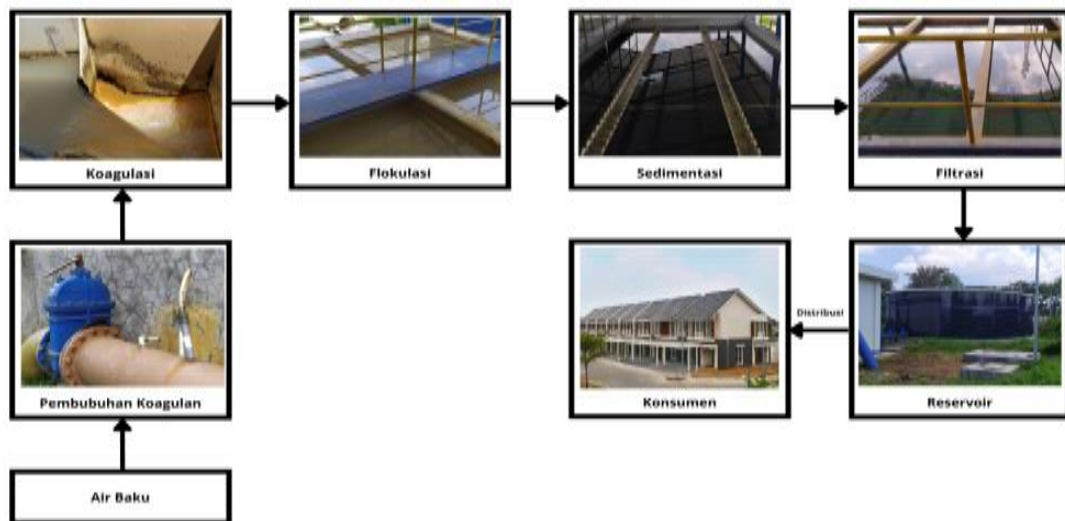 Koagulasi
Flokulasi
Sedimentasi
Filtrasi
Pembubuhan Koagulan
Konsumen
Distribusi
Reservoir
Air Baku